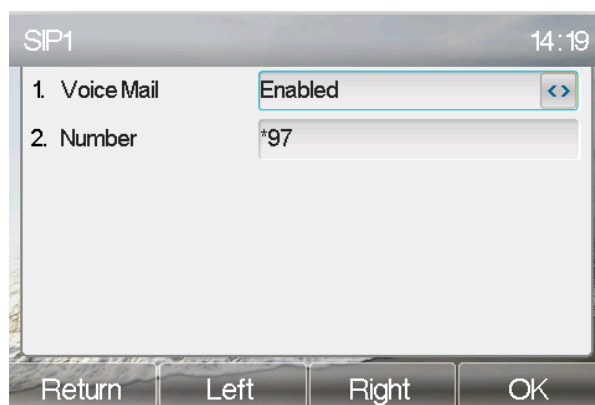 SIP1 14:19
1. Voice Mail Enabled <>
2. Number *97
Return Left Right OK